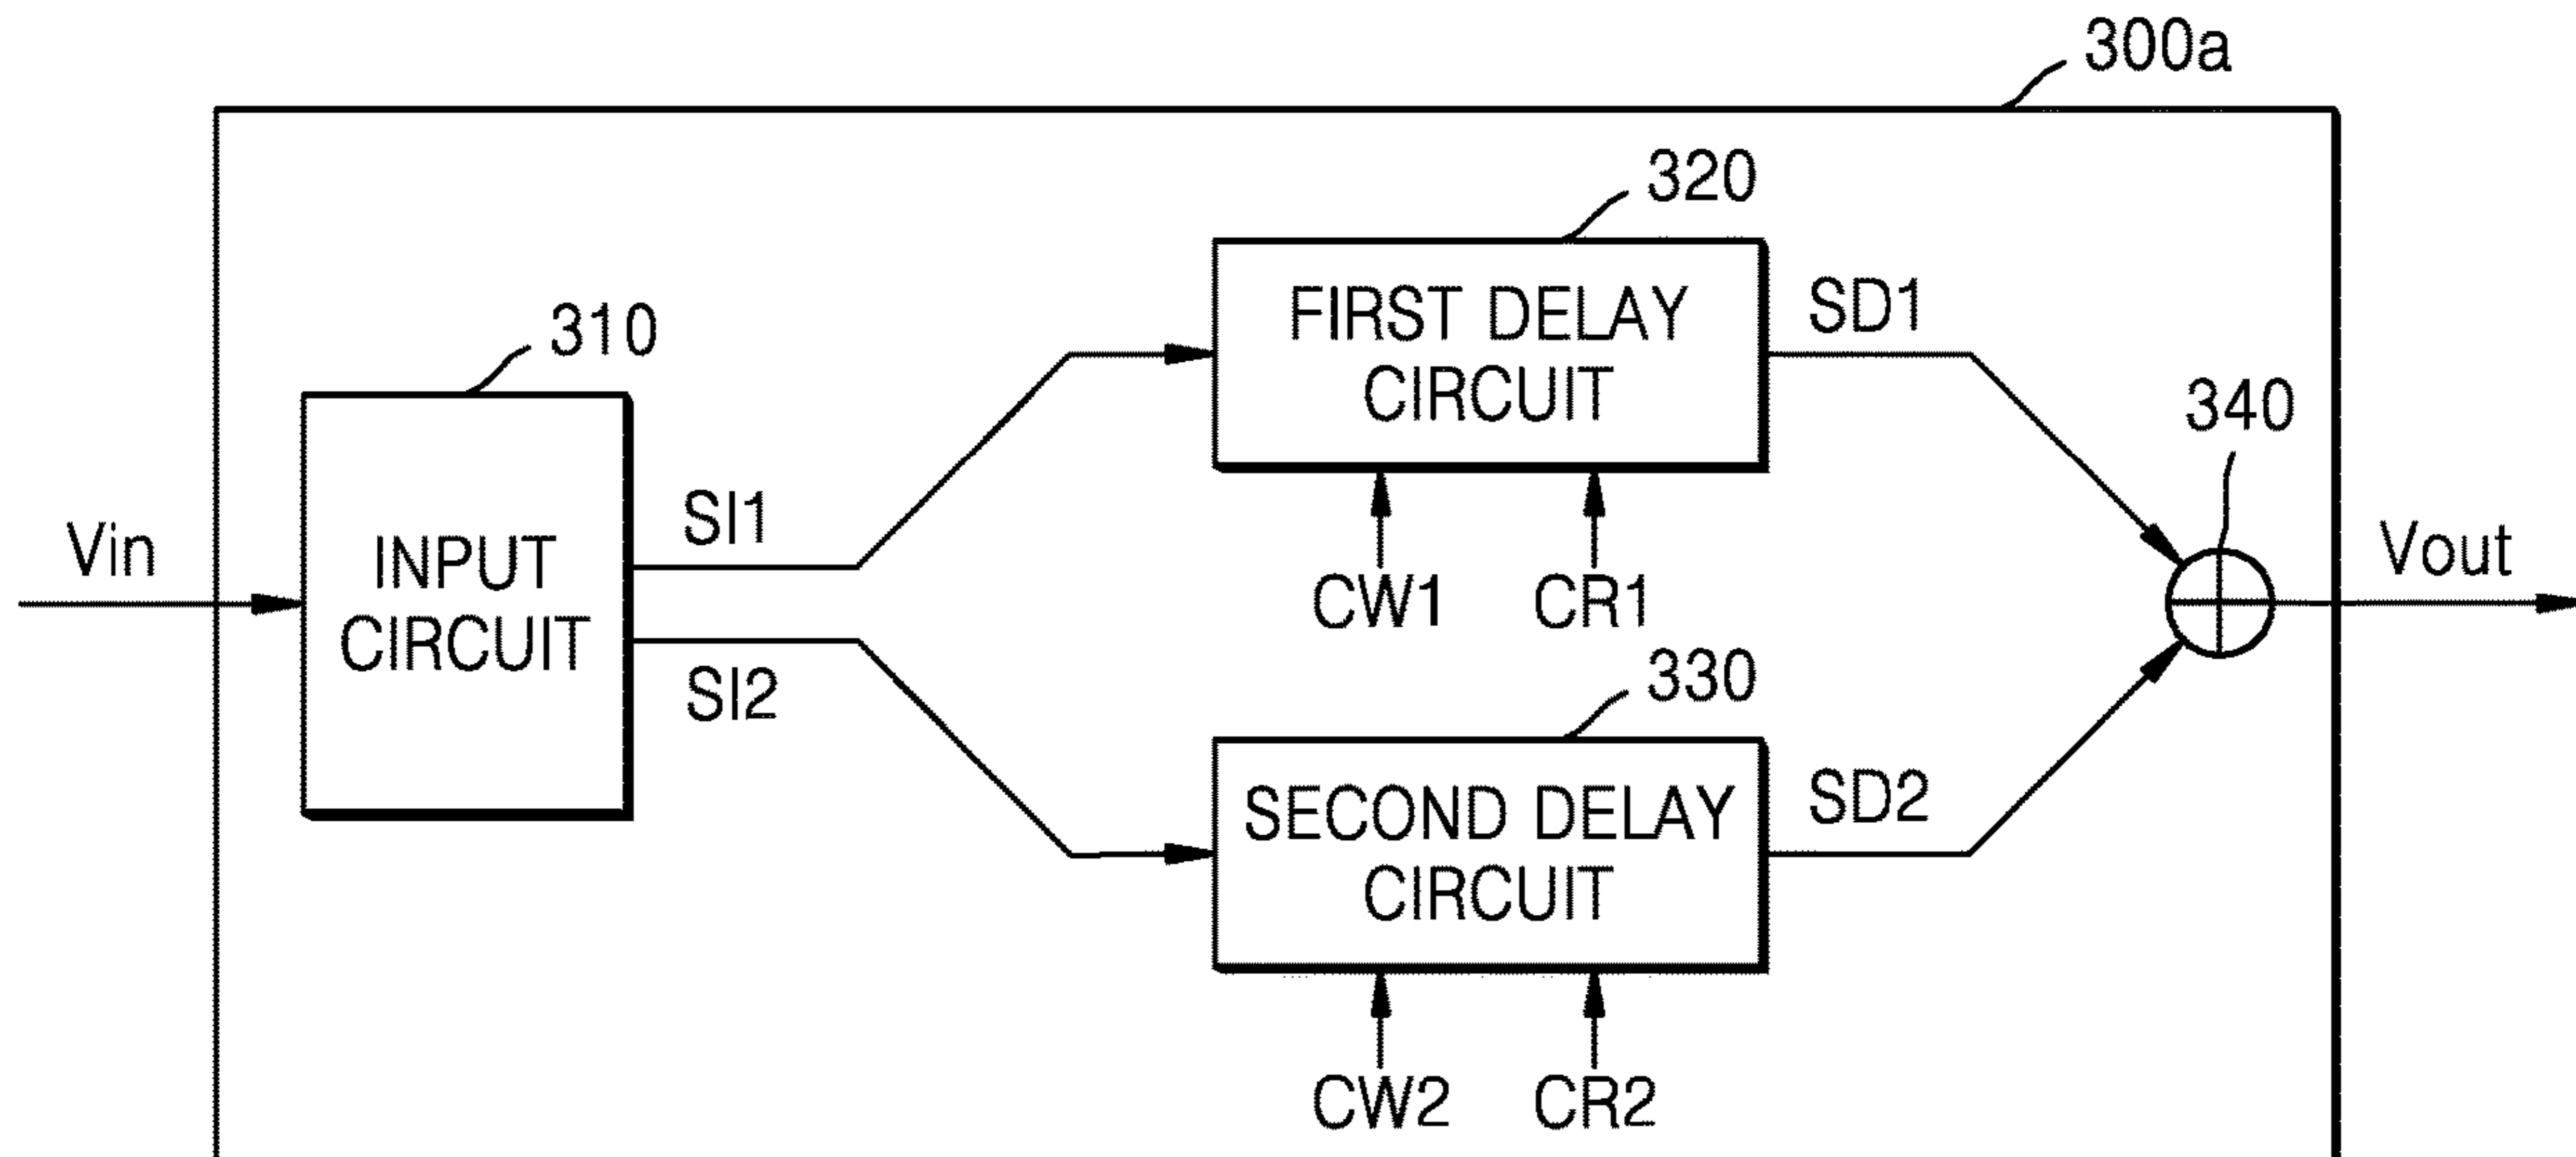 300a
320
FIRST DELAY
CIRCUIT
SD1
310
340
SI1
Vin
INPUT
CIRCUIT
CW1
CR1
Vout
SI2
330
SECOND DELAY
CIRCUIT
SD2
CW2
CR2